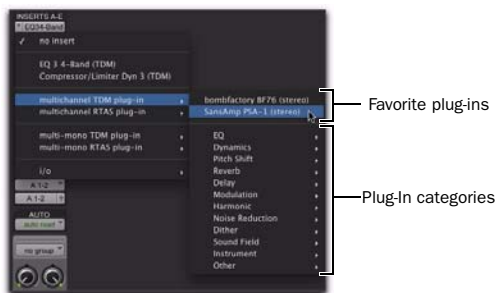 INSERTS A-E
EQ34-Band
✓ no insert
EQ 3 4-Band (TDM)
Compressor/Limiter Dyn 3 (TDM)
multichannel TDM plug-in
multichannel RTAS plug-in
multi-mono TDM plug-in
multi-mono RTAS plug-in
i/o
bombfactory BF76 (stereo)
SansAmp PSA-1 (stereo)
EQ
Dynamics
Pitch Shift
Reverb
Delay
Modulation
Harmonic
Noise Reduction
Dither
Sound Field
Instrument
Other
A 1-2
A 1-2
AUTO
auto read
no group
Favorite plug-ins
Plug-In categories